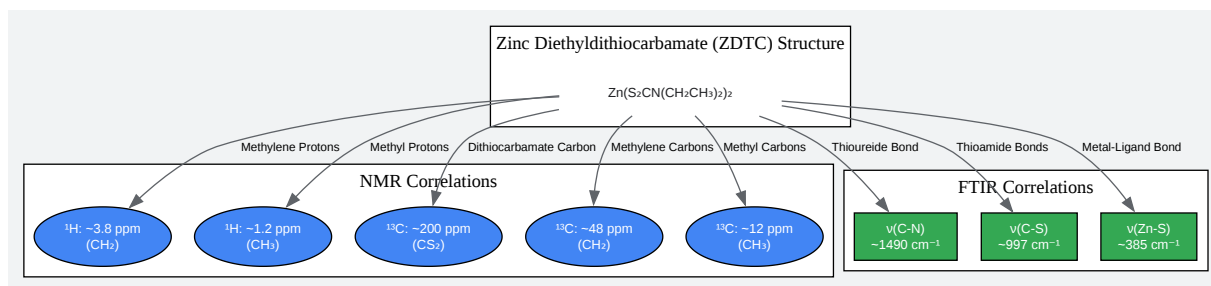 Zinc Diethyldithiocarbamate (ZDTC) Structure
Zn(S₂CN(CH₂CH₃)₂)₂
Methylene Protons
Methyl Protons
Dithiocarbamate Carbon
Methylene Carbons
Methyl Carbons
Thioureide Bond
Thioamide Bonds
Metal-Ligand Bond
NMR Correlations
¹H: ~3.8 ppm
(CH₂)
¹H: ~1.2 ppm
(CH₃)
¹³C: ~200 ppm
(CS₂)
¹³C: ~48 ppm
(CH₂)
¹³C: ~12 ppm
(CH₃)
FTIR Correlations
ν(C-N)
~1490 cm⁻¹
ν(C-S)
~997 cm⁻¹
ν(Zn-S)
~385 cm⁻¹